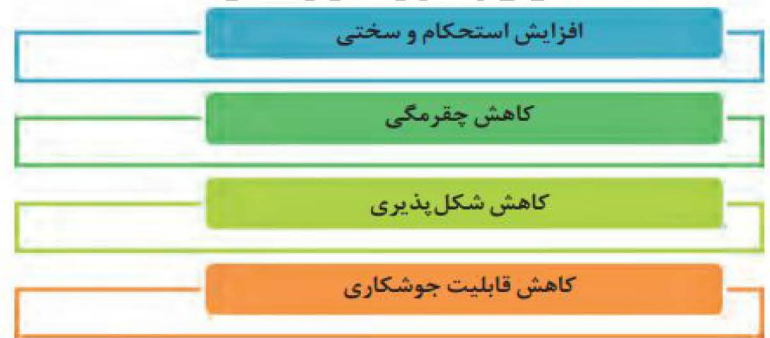 افزایش استحکام و سختی
کاهش چقرمگی
کاهش شکل‌پذیری
کاهش قابلیت جوشکاری